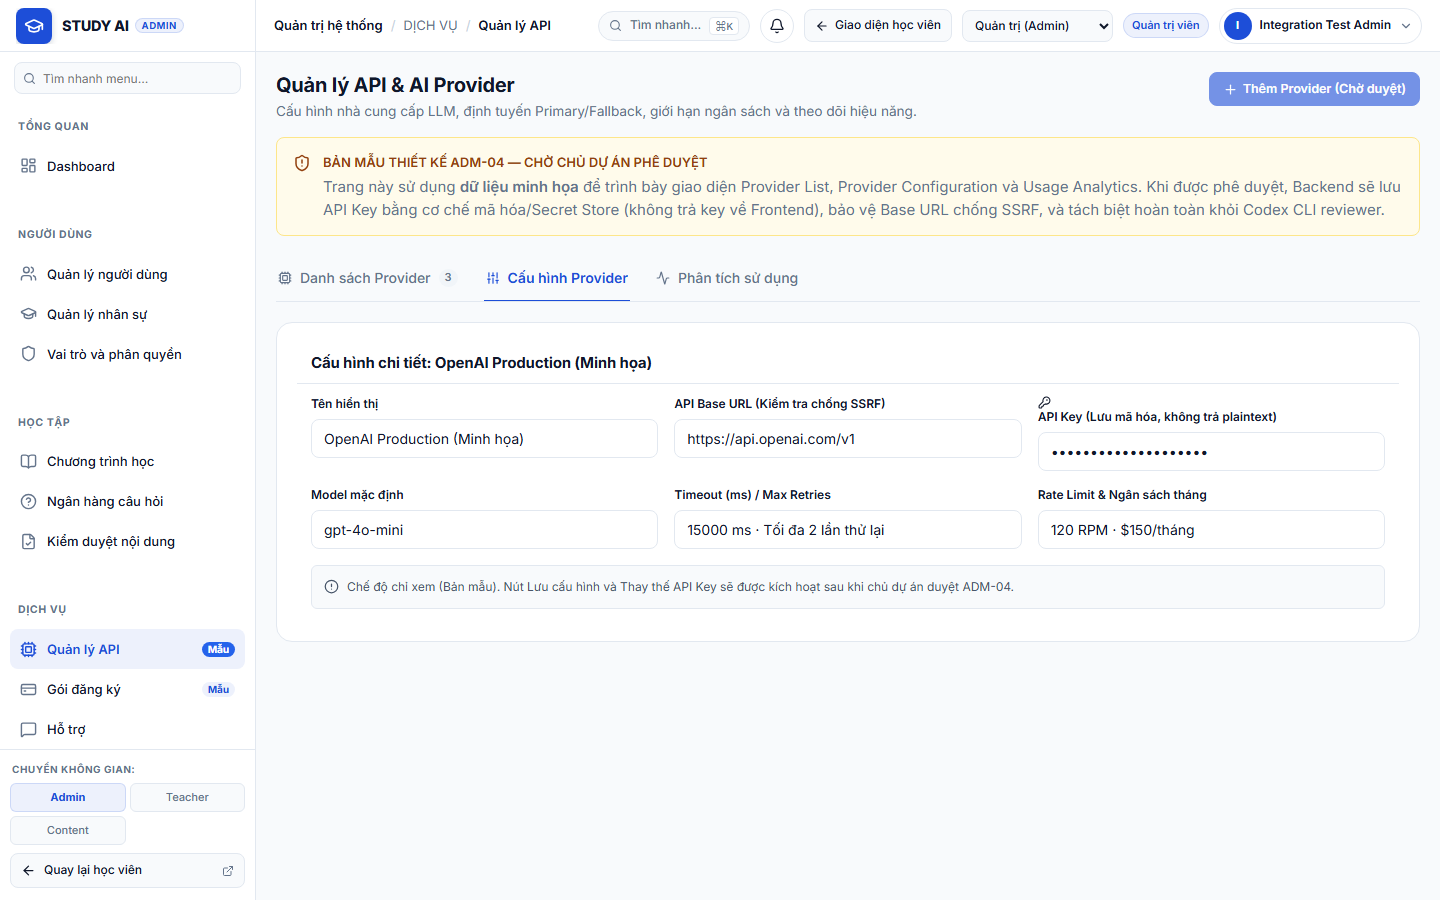 STUDY AI ADMIN
Tìm nhanh menu...
TỔNG QUAN
Dashboard
NGƯỜI DÙNG
Quản lý người dùng
Quản lý nhân sự
Vai trò và phân quyền
HỌC TẬP
Chương trình học
Ngân hàng câu hỏi
Kiểm duyệt nội dung
DỊCH VỤ
Quản lý API Mẫu
Gói đăng ký Mẫu
Hỗ trợ
CHUYỂN KHÔNG GIAN:
Admin Teacher
Content
Quay lại học viên
Quản trị hệ thống / DỊCH VỤ / Quản lý API
Tìm nhanh... ⌘K
Giao diện học viên
Quản trị (Admin)
Quản trị viên
I Integration Test Admin
Quản lý API & AI Provider
Cấu hình nhà cung cấp LLM, định tuyến Primary/Fallback, giới hạn ngân sách và theo dõi hiệu năng.
Thêm Provider (Chờ duyệt)
BẢN MẪU THIẾT KẾ ADM-04 — CHỜ CHỦ DỰ ÁN PHÊ DUYỆT
Trang này sử dụng dữ liệu minh họa để trình bày giao diện Provider List, Provider Configuration và Usage Analytics. Khi được phê duyệt, Backend sẽ lưu
API Key bằng cơ chế mã hóa/Secret Store (không trả key về Frontend), bảo vệ Base URL chống SSRF, và tách biệt hoàn toàn khỏi Codex CLI reviewer.
Danh sách Provider 3
Cấu hình Provider
Phân tích sử dụng
Cấu hình chi tiết: OpenAI Production (Minh họa)
Tên hiển thị
OpenAI Production (Minh họa)
API Base URL (Kiểm tra chống SSRF)
https://api.openai.com/v1
API Key (Lưu mã hóa, không trả plaintext)
••••••••••••••••••••
Model mặc định
gpt-4o-mini
Timeout (ms) / Max Retries
15000 ms · Tối đa 2 lần thử lại
Rate Limit & Ngân sách tháng
120 RPM · $150/tháng
Chế độ chỉ xem (Bản mẫu). Nút Lưu cấu hình và Thay thế API Key sẽ được kích hoạt sau khi chủ dự án duyệt ADM-04.